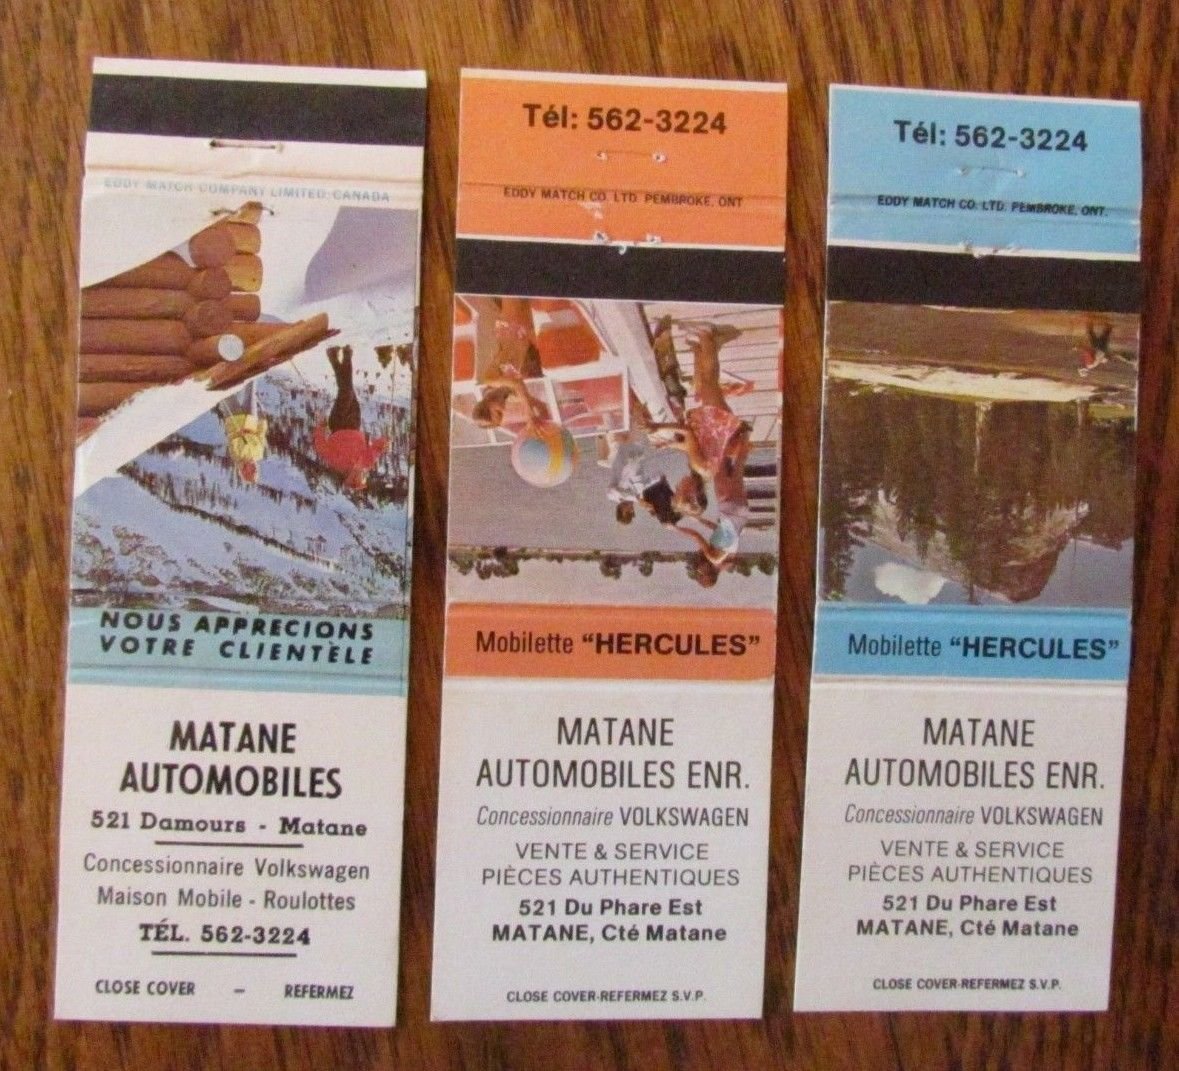 EDDY MATCH COMPANY LIMITED CANADA
NOUS APPRECIONS
VOTRE CLIENTÈLE
MATANE
AUTOMOBILES
521 Damours - Matane
Concessionnaire Volkswagen
Maison Mobile - Roulottes
TÉL. 562-3224
CLOSE COVER - REFERMEZ
Tél: 562-3224
EDDY MATCH CO. LTD. PEMBROKE, ONT
Mobilette "HERCULES"
MATANE
AUTOMOBILES ENR.
Concessionnaire VOLKSWAGEN
VENTE & SERVICE
PIÈCES AUTHENTIQUES
521 Du Phare Est
MATANE, Cté Matane
CLOSE COVER-REFERMEZ S.V.P.
Tél: 562-3224
EDDY MATCH CO. LTD. PEMBROKE, ONT.
Mobilette "HERCULES"
MATANE
AUTOMOBILES ENR.
Concessionnaire VOLKSWAGEN
VENTE & SERVICE
PIÈCES AUTHENTIQUES
521 Du Phare Est
MATANE, Cté Matane
CLOSE COVER-REFERMEZ S.V.P.